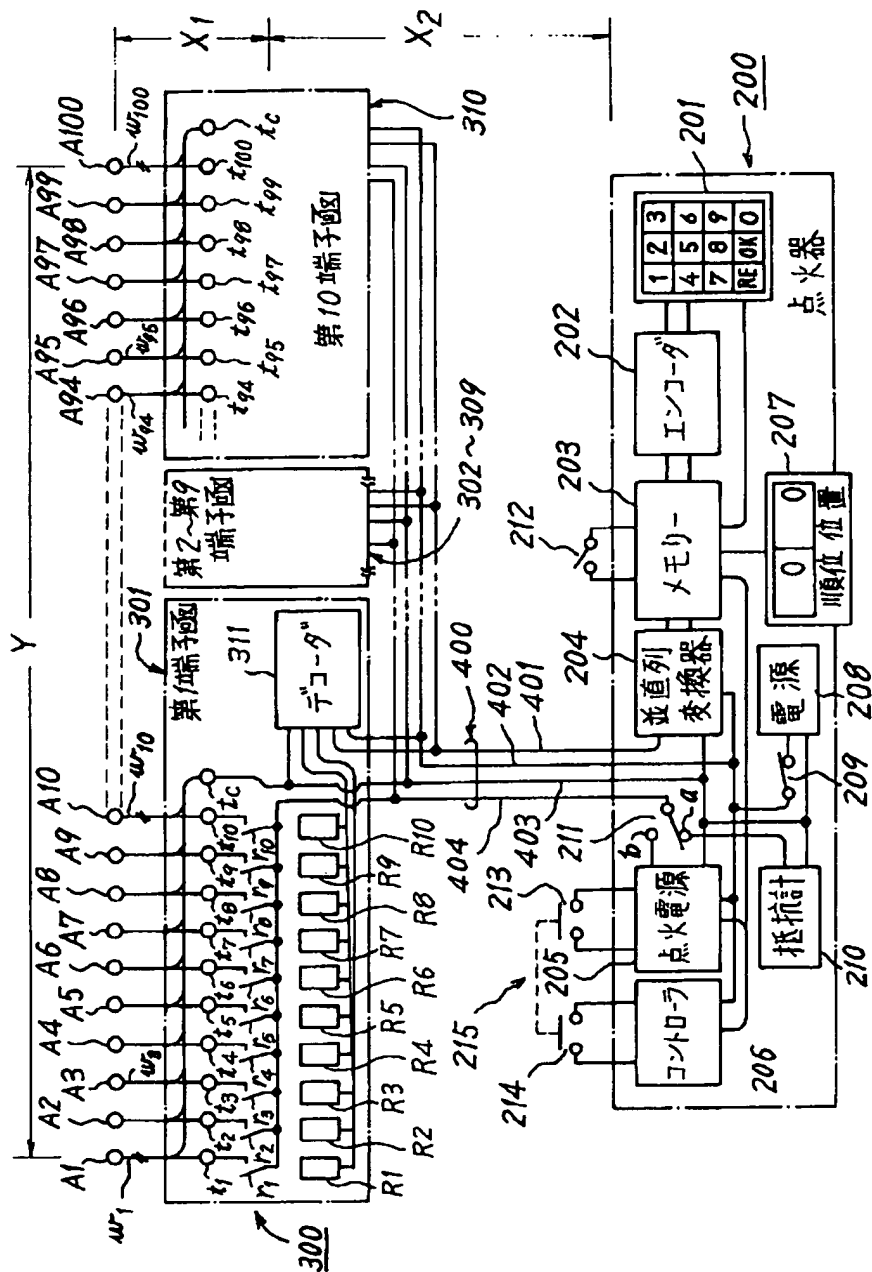 Y
X1
X2
A1
A2
A3
A4
A5
A6
A7
A8
A9
A10
A94
A95
A96
A97
A98
A99
A100
w1
w3
w10
w94
w95
w100
301
第1端子函
t1
t2
t3
t4
t5
t6
t7
t8
t9
t10
tc
r1
r2
r3
r4
r5
r6
r7
r8
r9
r10
R1
R2
R3
R4
R5
R6
R7
R8
R9
R10
311
デコーダ
300
第2〜第9
端子函
302〜309
t94
t95
t96
t97
t98
t99
t100
tc
第10端子函
310
400
401
402
403
404
200
点火器
201
1 2 3
4 5 6
7 8 9
RE OK 0
202
エンコーダ
203
メモリー
212
204
並直列
変換器
207
0 0
順位 位置
電源
208
209
211
a
b
213
205
点火電源
抵抗計
210
215
214
コントローラ
206